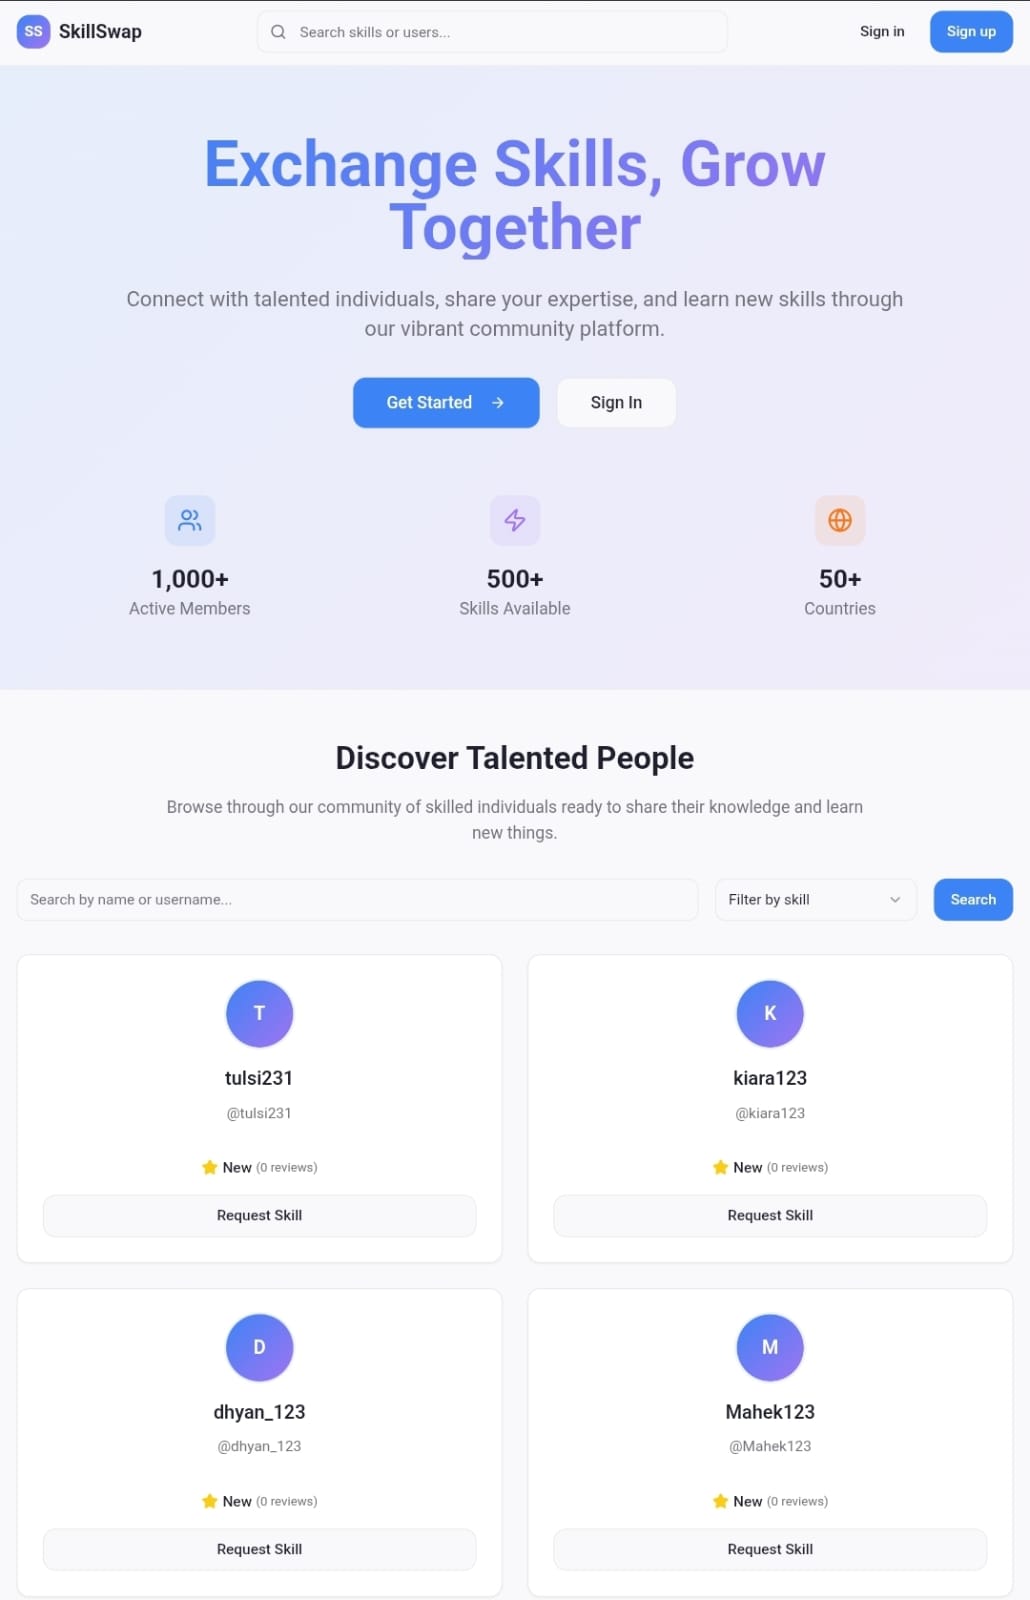 SS SkillSwap Search skills or users... Sign in Sign up
Exchange Skills, Grow
Together
Connect with talented individuals, share your expertise, and learn new skills through
our vibrant community platform.
Get Started → Sign In
1,000+ 500+ 50+
Active Members Skills Available Countries
Discover Talented People
Browse through our community of skilled individuals ready to share their knowledge and learn
new things.
Search by name or username... Filter by skill Search
T K
tulsi231 kiara123
@tulsi231 @kiara123
New (0 reviews) New (0 reviews)
Request Skill Request Skill
D M
dhyan_123 Mahek123
@dhyan_123 @Mahek123
New (0 reviews) New (0 reviews)
Request Skill Request Skill